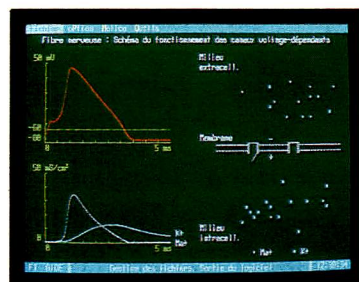 Fichiers Options Milieu Outils
Fibre nerveuse : Schéma du fonctionnement des canaux voltage-dépendants
50 mV
Milieu
extracell.
-60
-80
0
5 ms
Membrane
50 mS/cm²
Milieu
intracell.
K+
Na+
0
0
5 ms
Na+ K+
F1 AIDE
Gestion des Fichiers, Sortie du logiciel